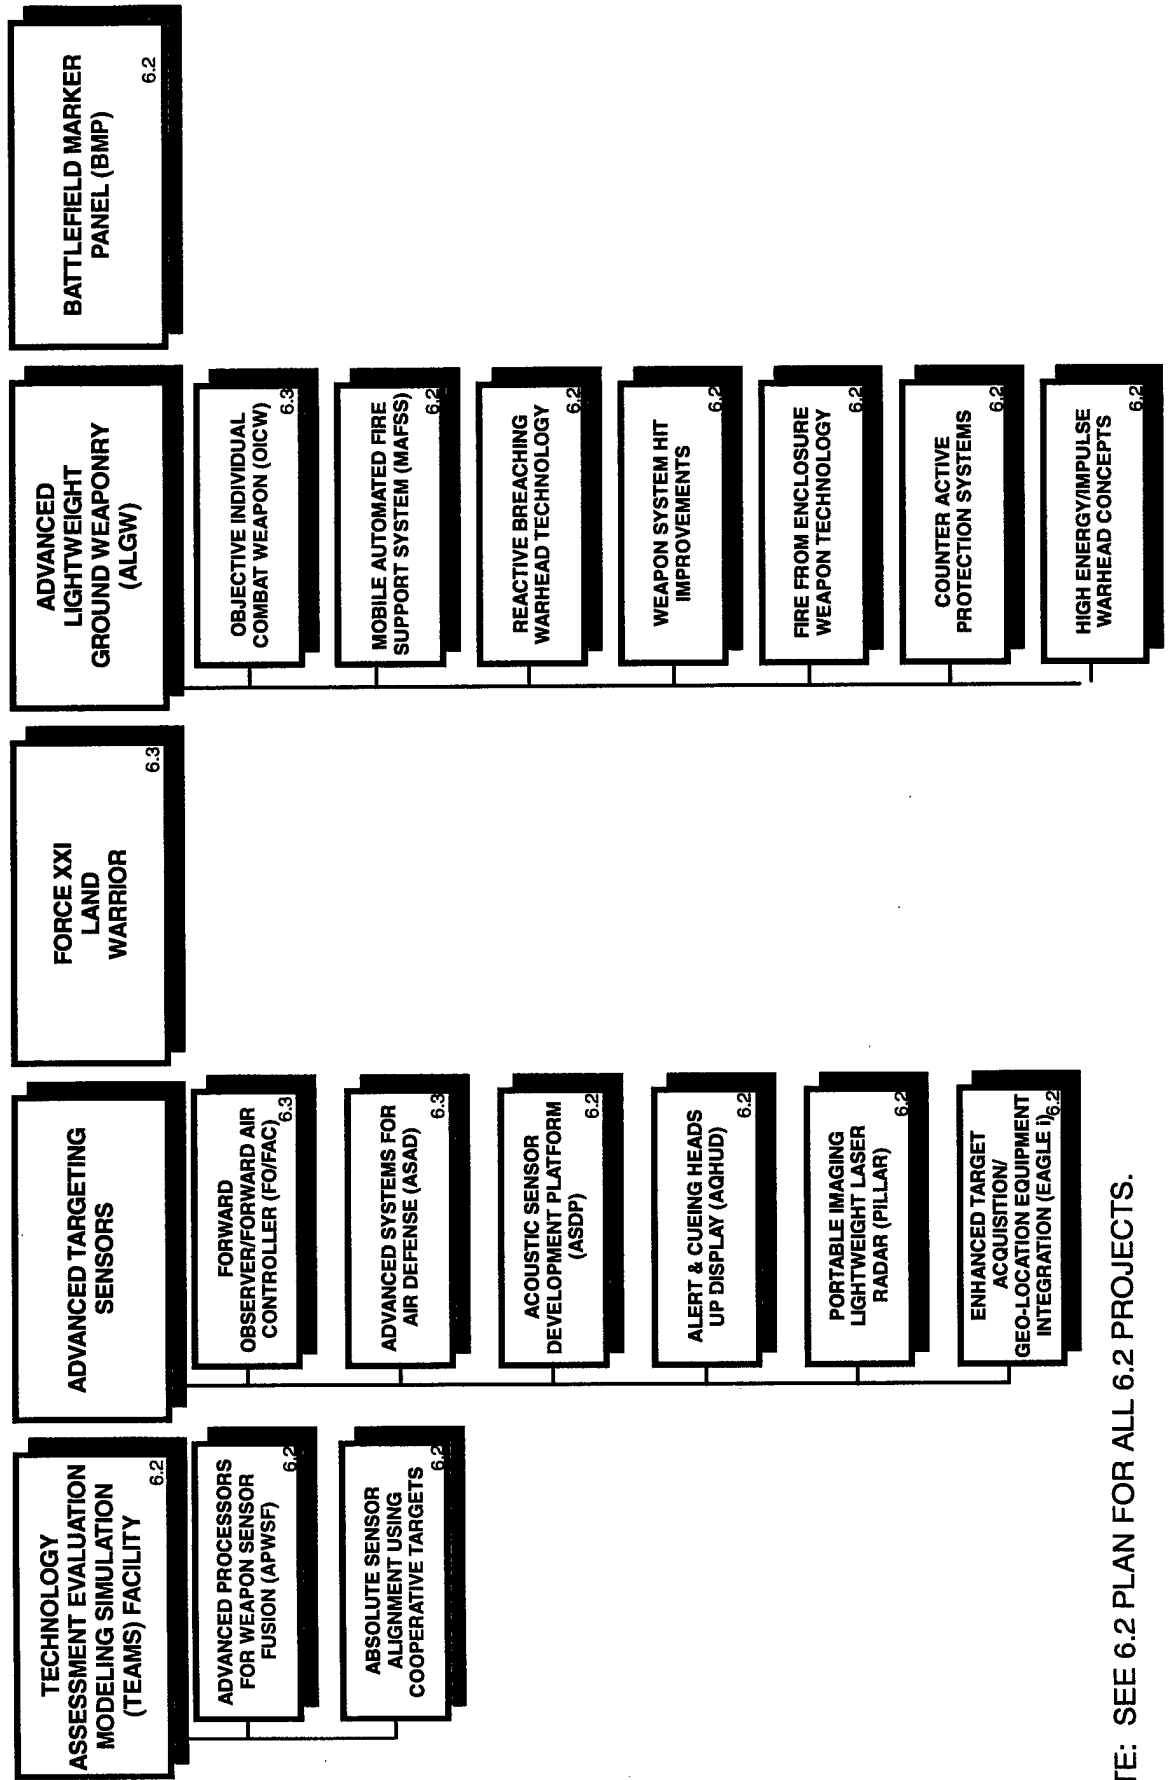 TECHNOLOGY
ASSESSMENT EVALUATION
MODELING SIMULATION
(TEAMS) FACILITY
6.2
ADVANCED PROCESSORS
FOR WEAPON SENSOR
FUSION (APWSF)
6.2
ABSOLUTE SENSOR
ALIGNMENT USING
COOPERATIVE TARGETS
6.2
ADVANCED TARGETING
SENSORS
FORWARD
OBSERVER/FORWARD AIR
CONTROLLER (FO/FAC)
6.3
ADVANCED SYSTEMS FOR
AIR DEFENSE (ASAD)
6.3
ACOUSTIC SENSOR
DEVELOPMENT PLATFORM
(ASDP)
6.2
ALERT & CUEING HEADS
UP DISPLAY (AQHUD)
6.2
PORTABLE IMAGING
LIGHTWEIGHT LASER
RADAR (PILLAR)
6.2
ENHANCED TARGET
ACQUISITION/
GEO-LOCATION EQUIPMENT
INTEGRATION (EAGLE i)
6.2
FORCE XXI
LAND
WARRIOR
6.3
ADVANCED
LIGHTWEIGHT
GROUND WEAPONRY
(ALGW)
OBJECTIVE INDIVIDUAL
COMBAT WEAPON (OICW)
6.3
MOBILE AUTOMATED FIRE
SUPPORT SYSTEM (MAFSS)
6.2
REACTIVE BREACHING
WARHEAD TECHNOLOGY
6.2
WEAPON SYSTEM HIT
IMPROVEMENTS
6.2
FIRE FROM ENCLOSURE
WEAPON TECHNOLOGY
6.2
COUNTER ACTIVE
PROTECTION SYSTEMS
6.2
HIGH ENERGY/IMPULSE
WARHEAD CONCEPTS
6.2
BATTLEFIELD MARKER
PANEL (BMP)
6.2
TE: SEE 6.2 PLAN FOR ALL 6.2 PROJECTS.